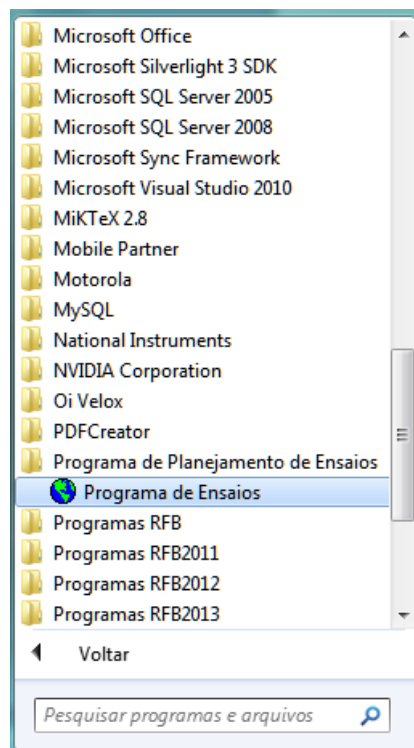 Microsoft Office
Microsoft Silverlight 3 SDK
Microsoft SQL Server 2005
Microsoft SQL Server 2008
Microsoft Sync Framework
Microsoft Visual Studio 2010
MiKTeX 2.8
Mobile Partner
Motorola
MySQL
National Instruments
NVIDIA Corporation
Oi Velox
PDFCreator
Programa de Planejamento de Ensaios
Programa de Ensaios
Programas RFB
Programas RFB2011
Programas RFB2012
Programas RFB2013
Voltar
Pesquisar programas e arquivos